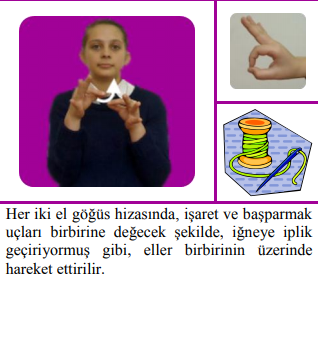 Her iki el göğüs hizasında, işaret ve başparmak
uçları birbirine değecek şekilde, iğneye iplik
geçiriyormuş gibi, eller birbirinin üzerinde
hareket ettirilir.